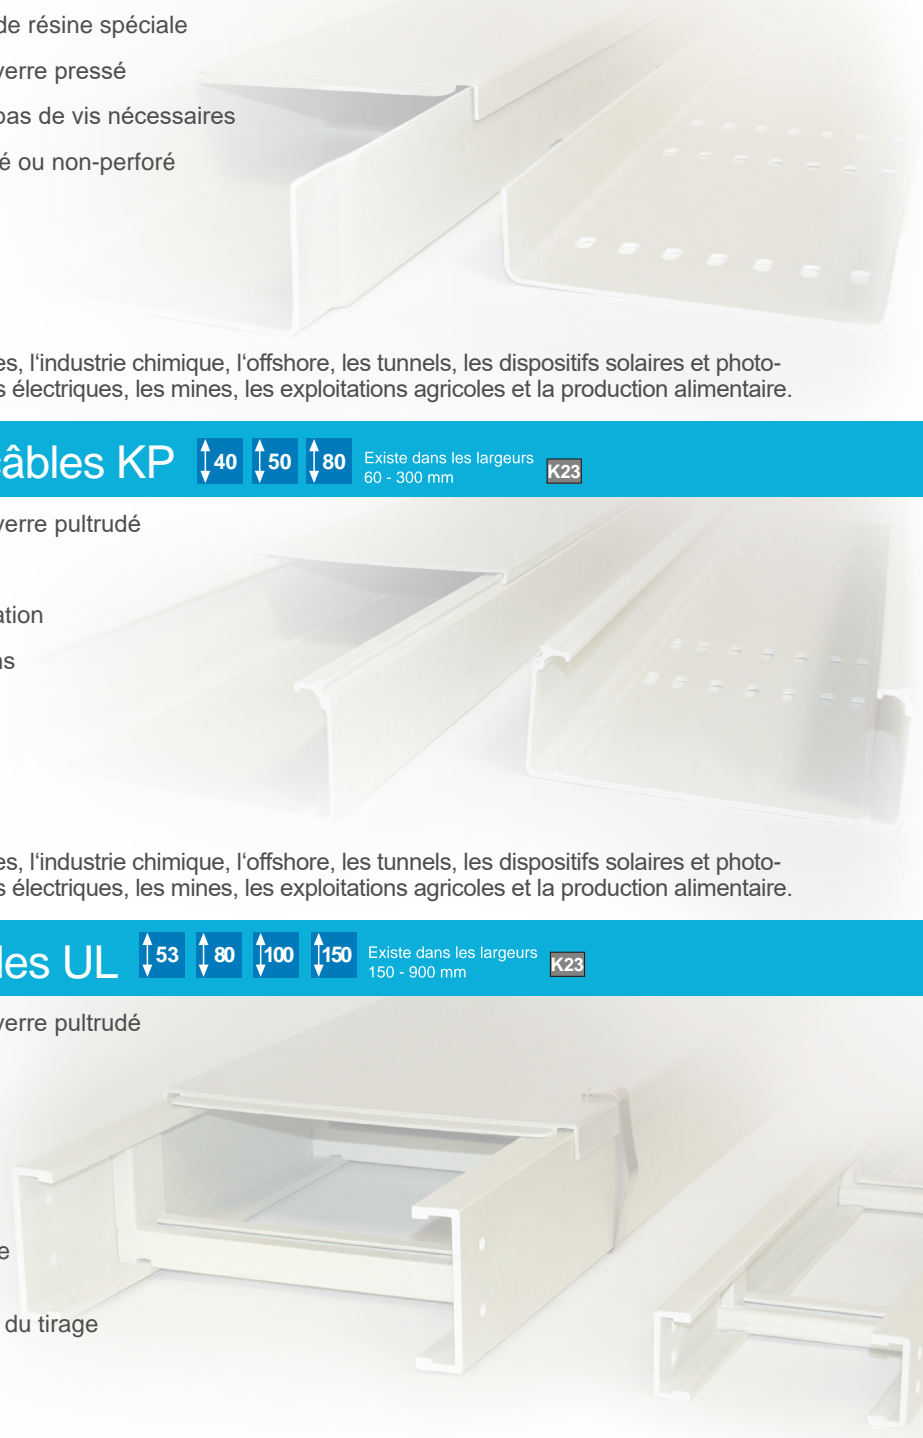 de résine spéciale
verre pressé
pas de vis nécessaires
é ou non-perforé
es, l‘industrie chimique, l‘offshore, les tunnels, les dispositifs solaires et photo-
s électriques, les mines, les exploitations agricoles et la production alimentaire.
câbles KP 40 50 80 Existe dans les largeurs
60 - 300 mm K23
verre pultrudé
ation
ns
es, l‘industrie chimique, l‘offshore, les tunnels, les dispositifs solaires et photo-
s électriques, les mines, les exploitations agricoles et la production alimentaire.
les UL 53 80 100 150 Existe dans les largeurs
150 - 900 mm K23
verre pultrudé
e
du tirage